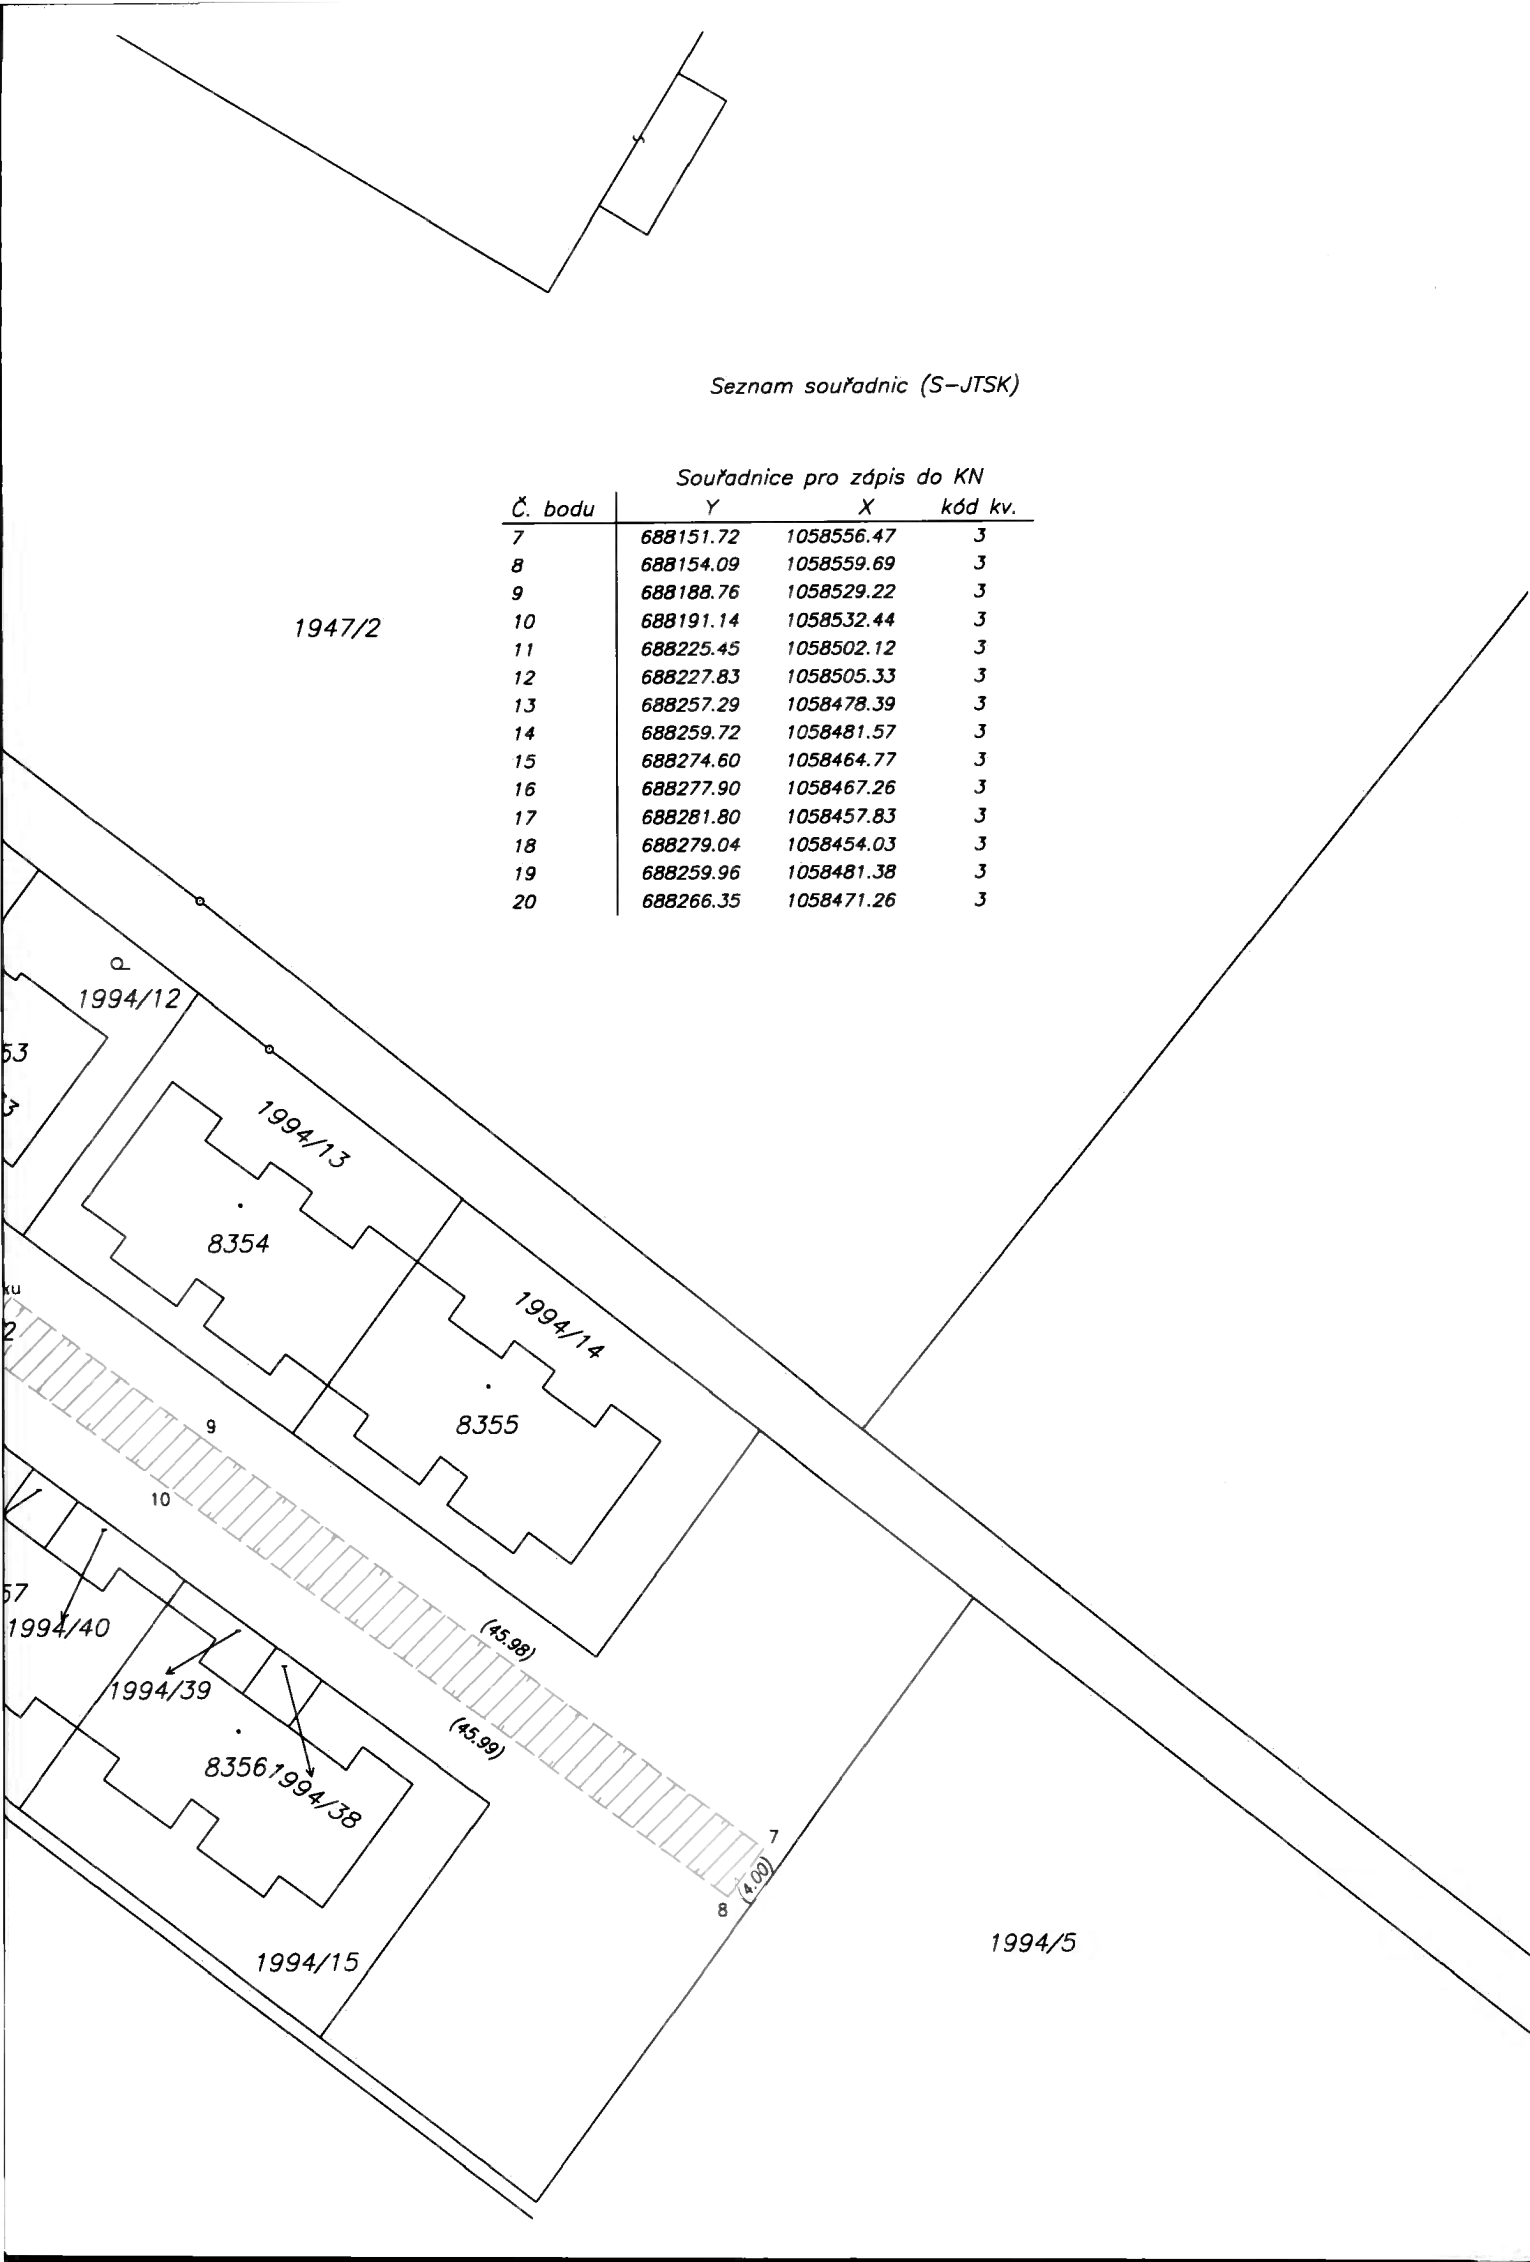 Seznam souřadnic (S-JTSK)
Souřadnice pro zápis do KN
Č. bodu Y X kód kv.
7 688151.72 1058556.47 3
8 688154.09 1058559.69 3
9 688188.76 1058529.22 3
10 688191.14 1058532.44 3
11 688225.45 1058502.12 3
12 688227.83 1058505.33 3
13 688257.29 1058478.39 3
14 688259.72 1058481.57 3
15 688274.60 1058464.77 3
16 688277.90 1058467.26 3
17 688281.80 1058457.83 3
18 688279.04 1058454.03 3
19 688259.96 1058481.38 3
20 688266.35 1058471.26 3
1947/2
1994/12
53
3
1994/13
8354
1994/14
8355
ku
2
9
10
57
1994/40
(45.98)
1994/39
(45.99)
8356
1994/38
7
(4.00)
8
1994/5
1994/15